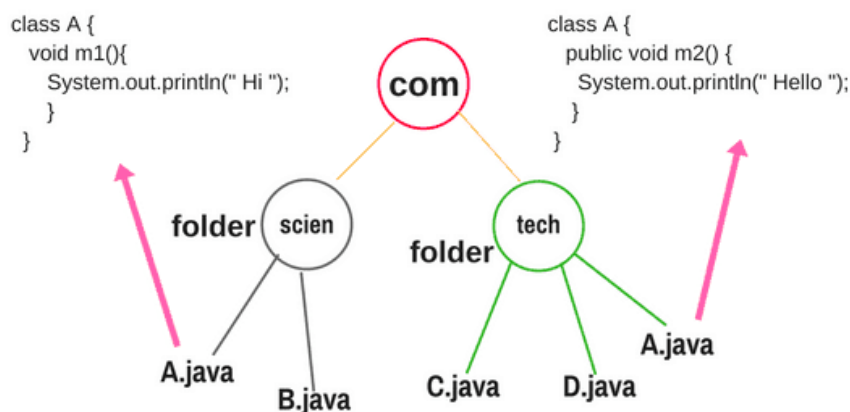 class A {
void m1(){
System.out.println(" Hi ");
}
}
class A {
public void m2() {
System.out.println(" Hello ");
}
}
com
folder
scien
folder
tech
A.java
B.java
C.java
D.java
A.java